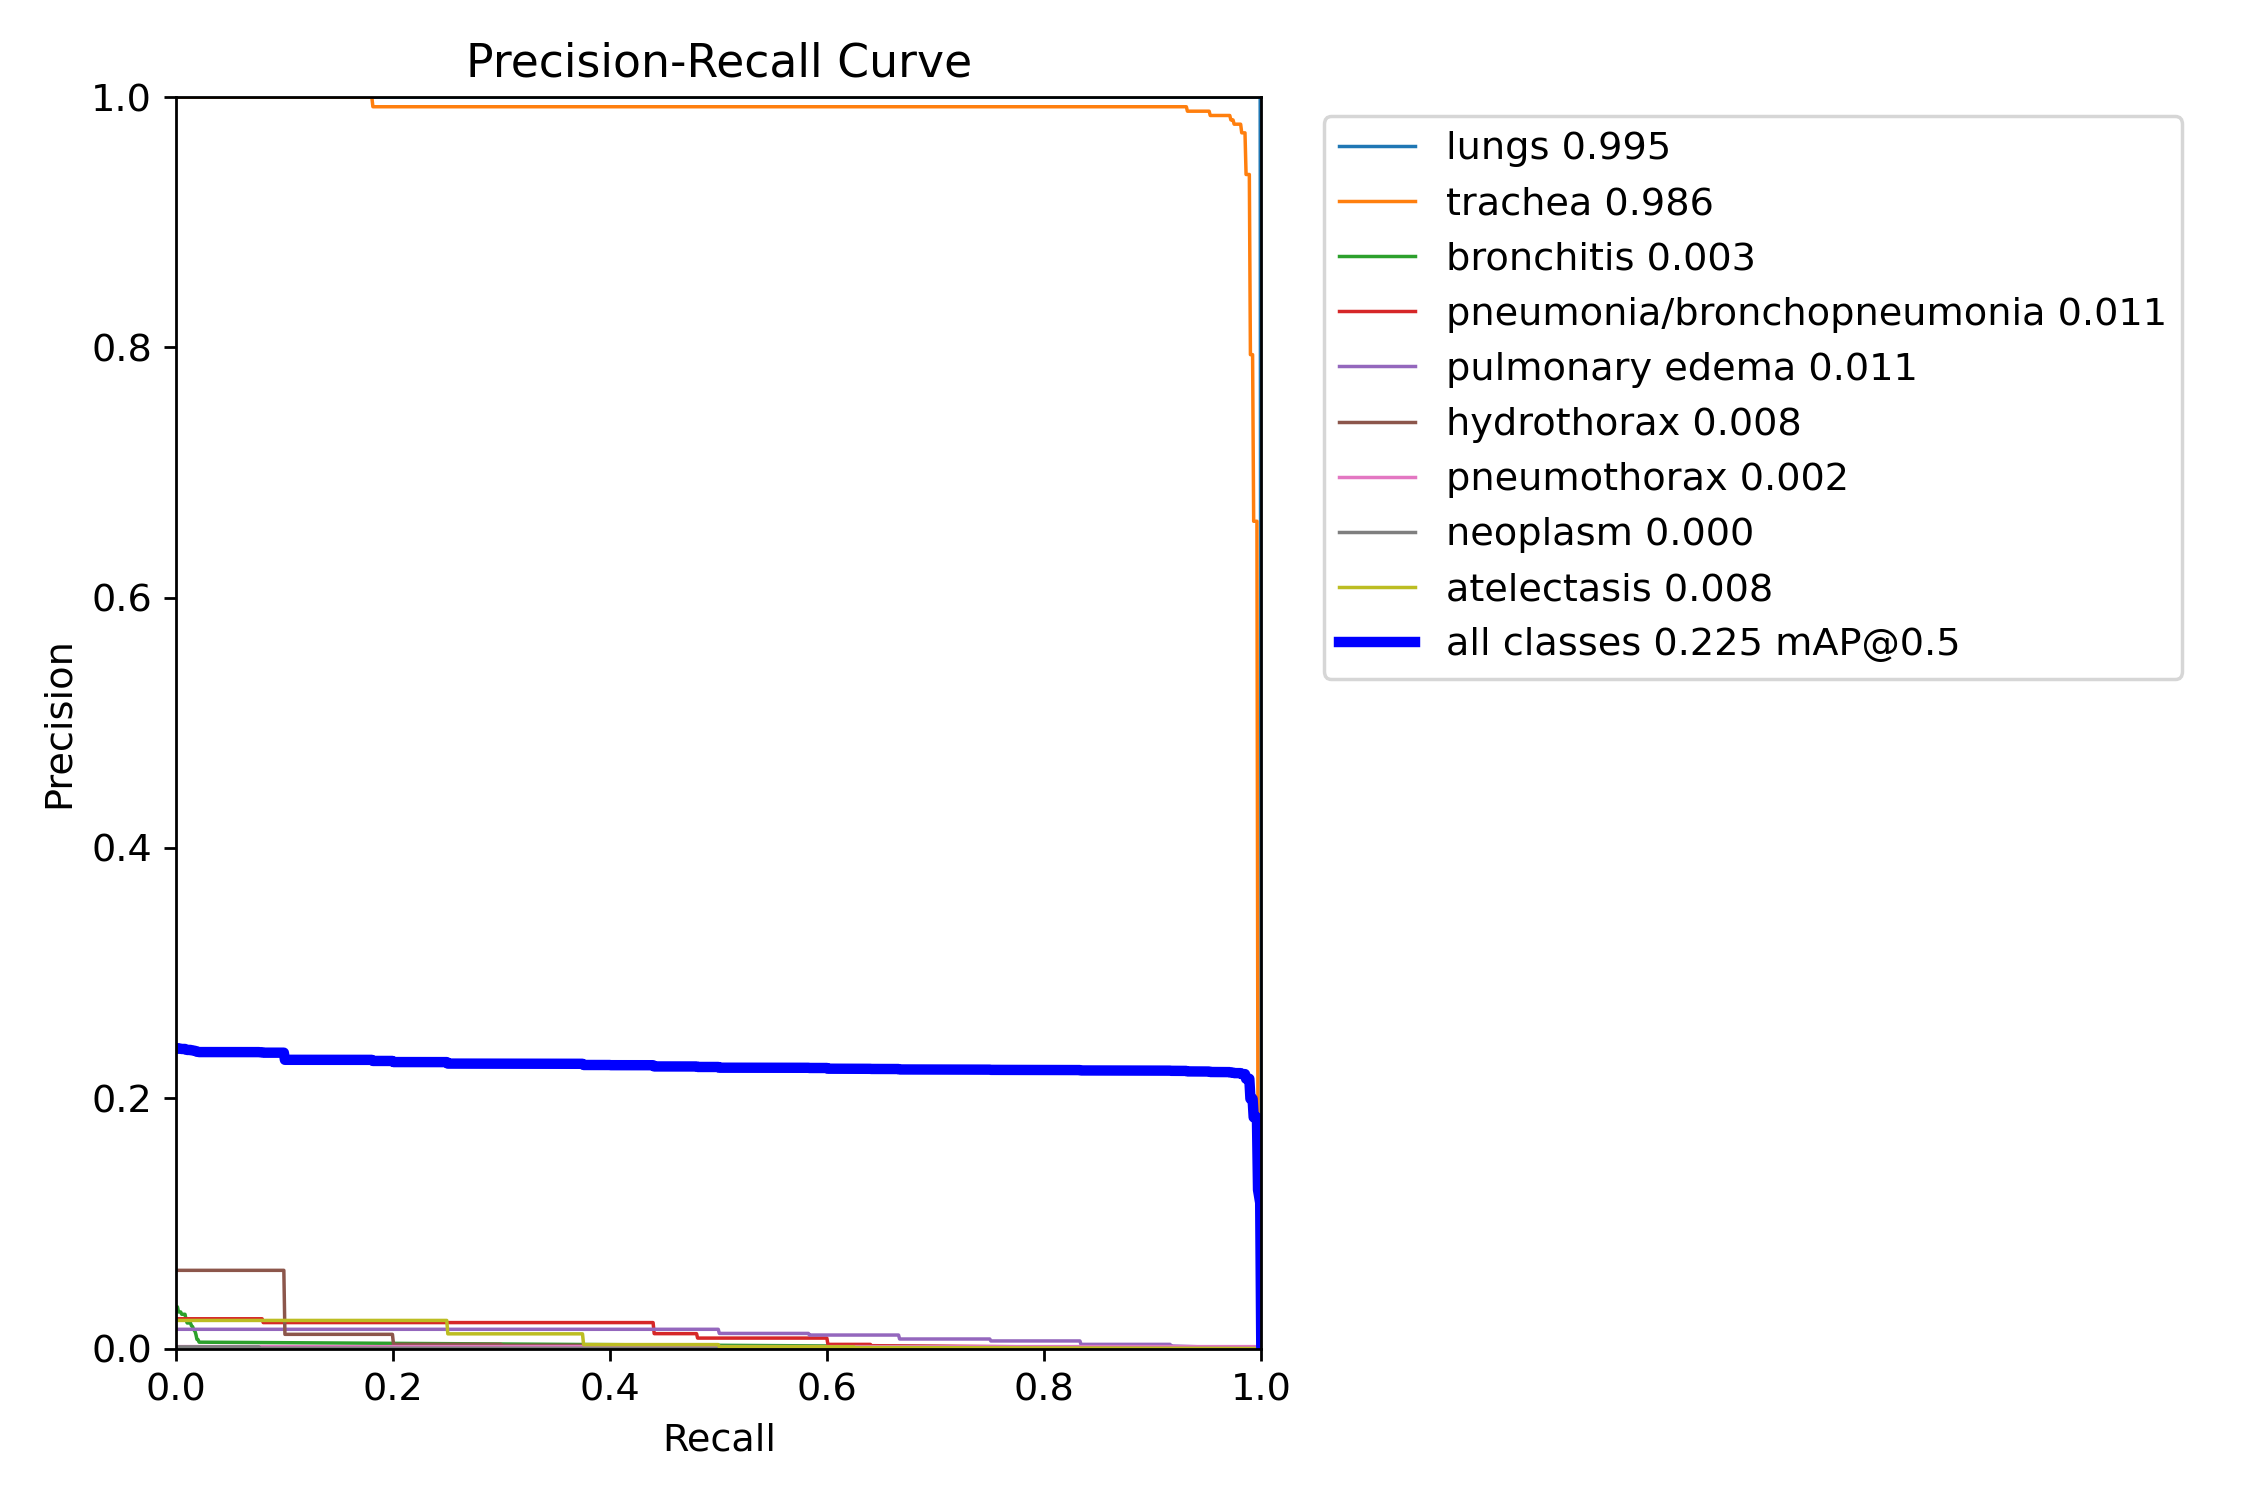 Precision-Recall Curve
1.0
0.8
0.6
0.4
0.2
0.0
Precision
0.0 0.2 0.4 0.6 0.8 1.0
Recall
lungs 0.995
trachea 0.986
bronchitis 0.003
pneumonia/bronchopneumonia 0.011
pulmonary edema 0.011
hydrothorax 0.008
pneumothorax 0.002
neoplasm 0.000
atelectasis 0.008
all classes 0.225 mAP@0.5